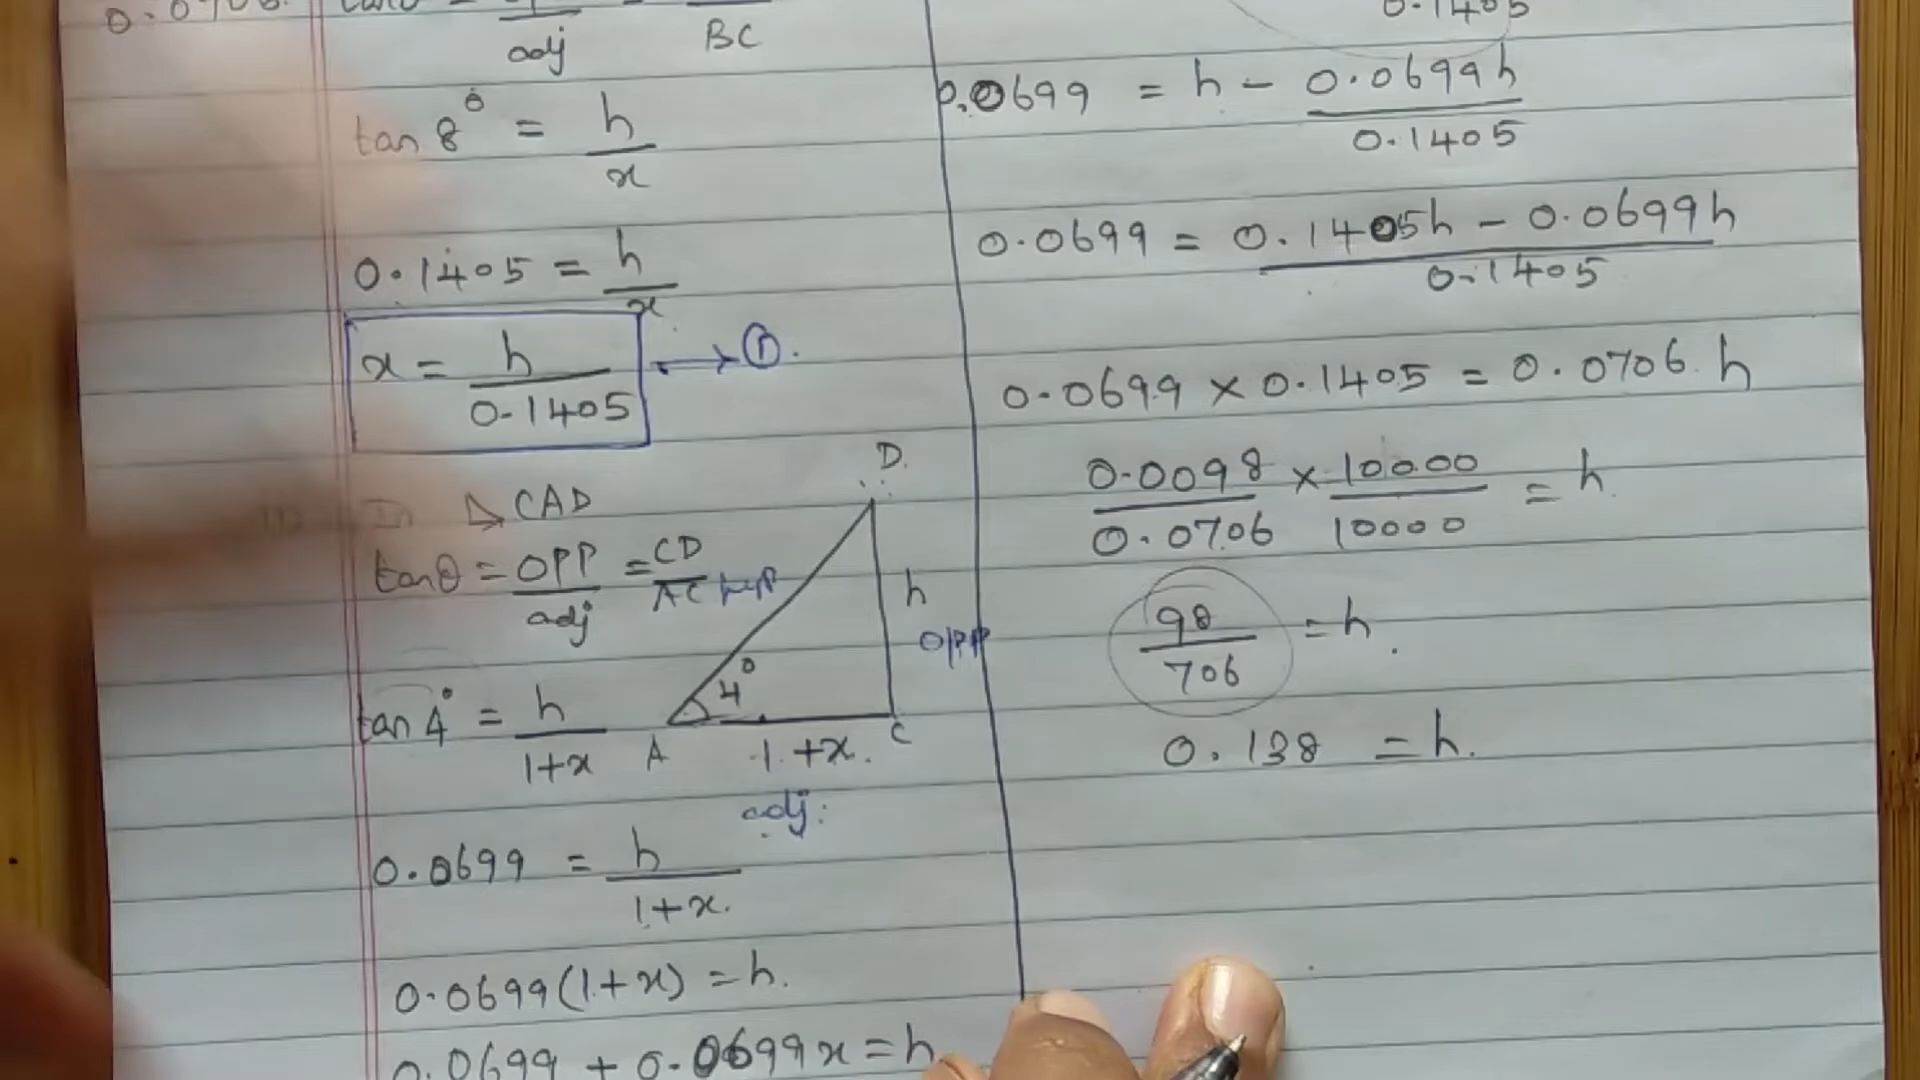 adj BC
tan 8° = h/x
0.1405 = h/x
x = h/0.1405 → ①.
In △ CAD
tanθ = OPP/adj = CD/AC
tan 4° = h/1+x
0.0699 = h/1+x.
0.0699(1+x) = h.
0.0699 + 0.0699x = h
D.
hyp
h
opp
4°
A 1+x. C
adj:
0.1405
0.0699 = h - 0.0699h/0.1405
0.0699 = 0.1405h - 0.0699h/0.1405
0.0699 x 0.1405 = 0.0706 h
0.0098/0.0706 x 10000/10000 = h
98/706 = h.
0.138 = h.